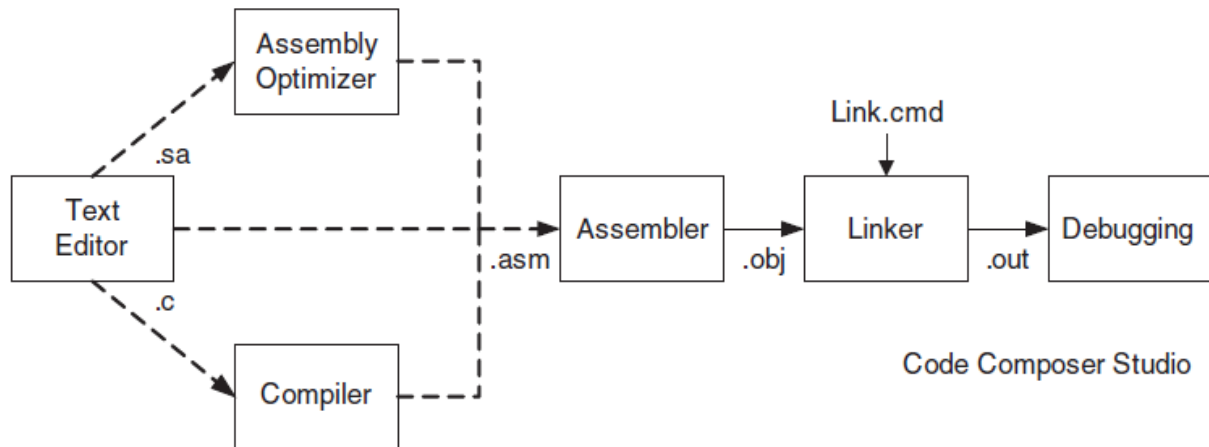 Assembly
Optimizer
Link.cmd
.sa
Text
Editor
Assembler
Linker
Debugging
.asm
.obj
.out
.c
Compiler
Code Composer Studio